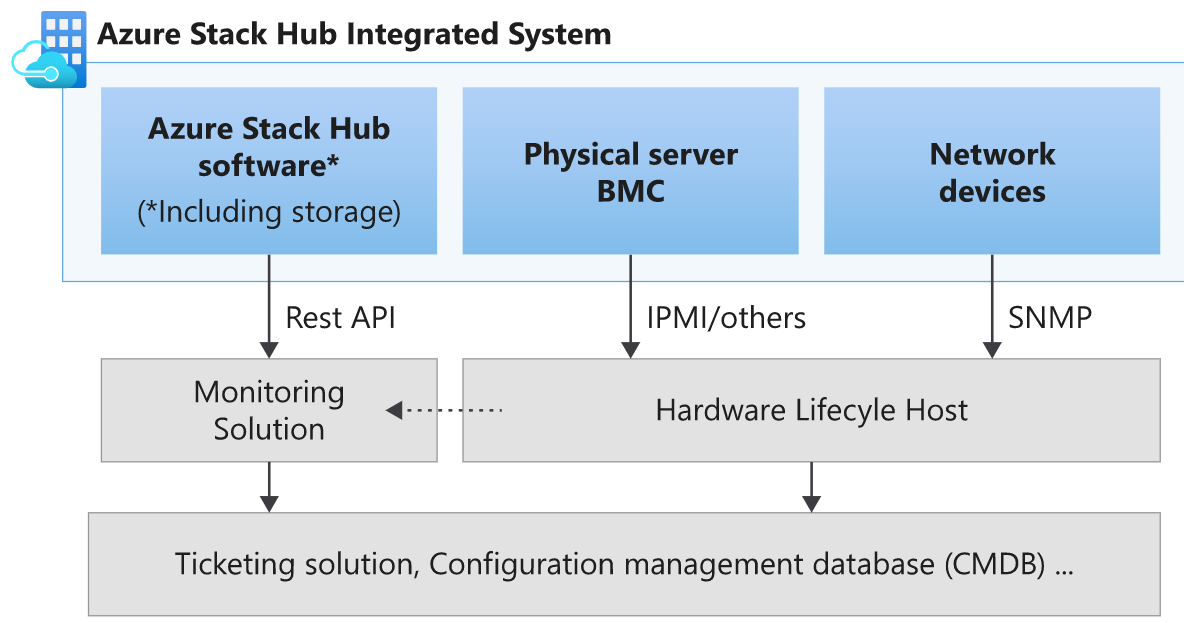 Azure Stack Hub Integrated System
Azure Stack Hub
software*
(*Including storage)
Physical server
BMC
Network
devices
Rest API
IPMI/others
SNMP
Monitoring
Solution
Hardware Lifecyle Host
Ticketing solution, Configuration management database (CMDB) ...